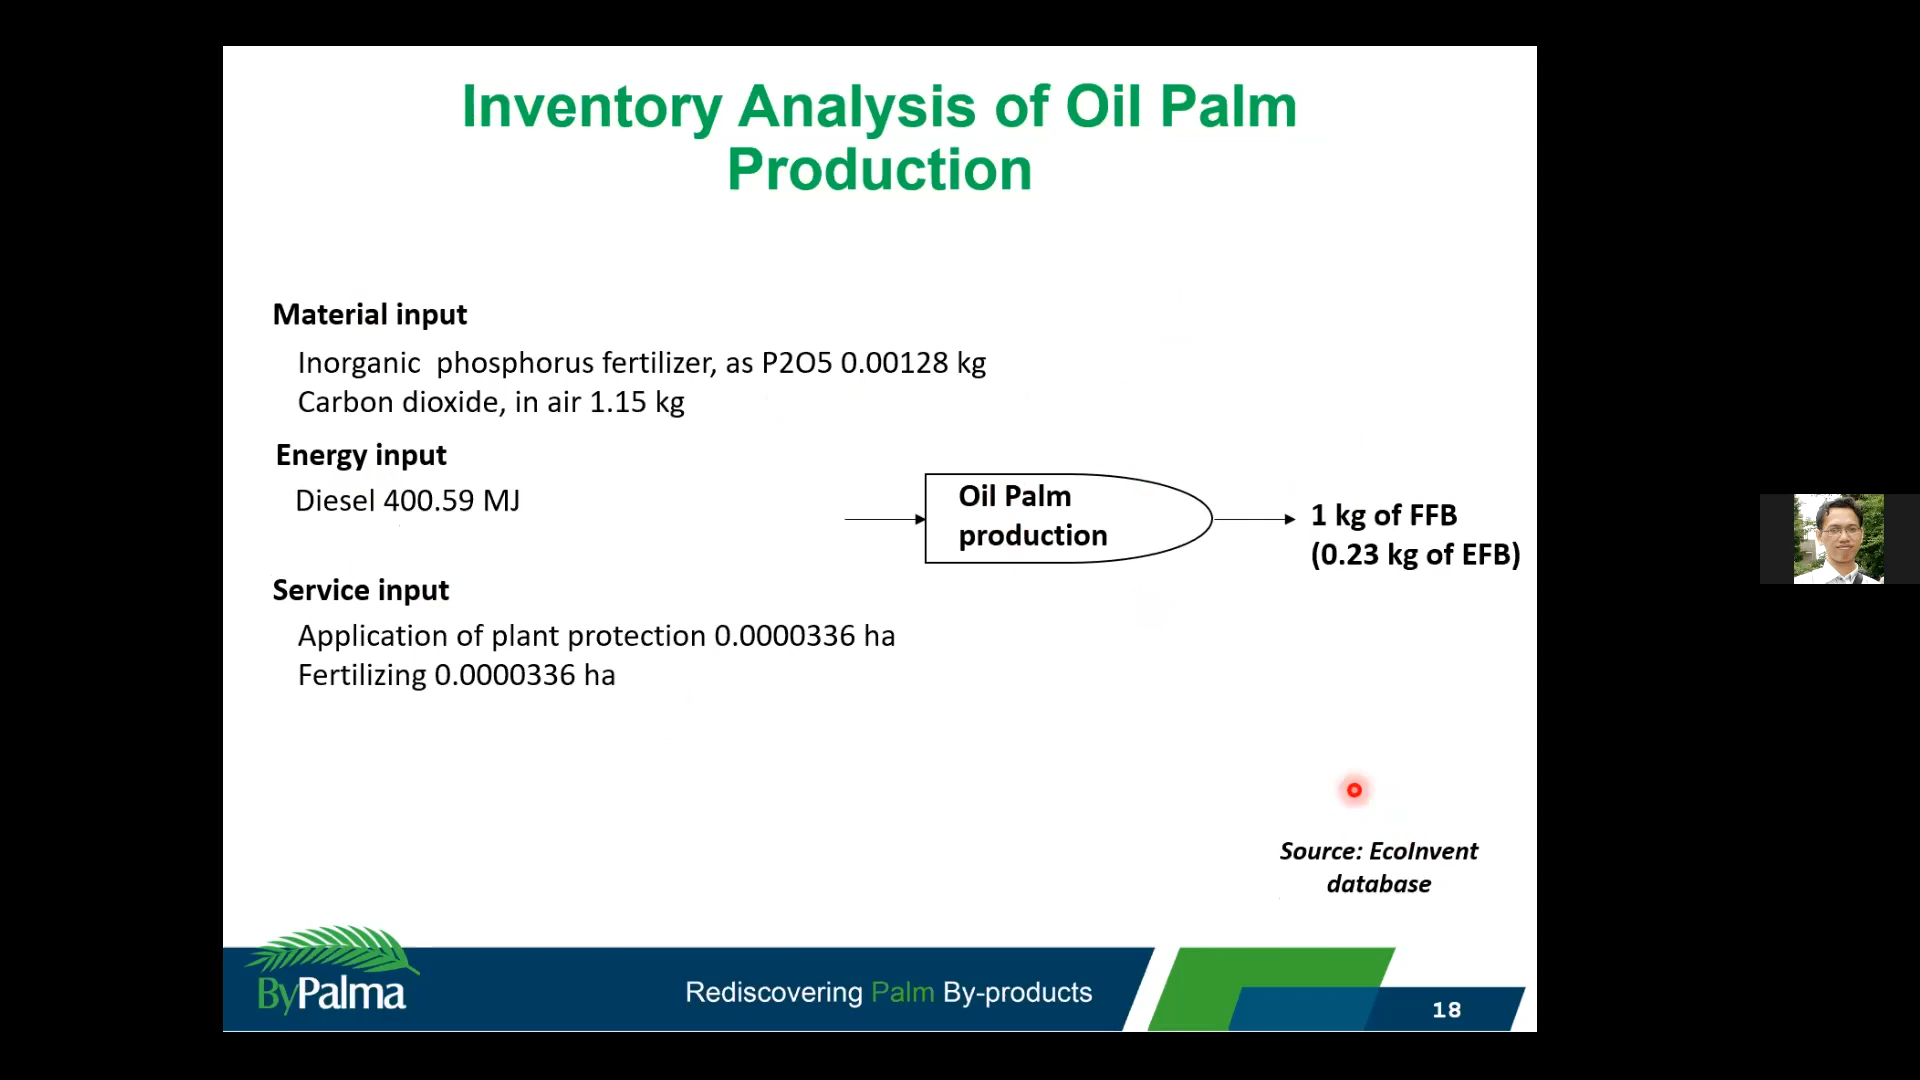 Inventory Analysis of Oil Palm
Production
Material input
Inorganic  phosphorus fertilizer, as P2O5 0.00128 kg
Carbon dioxide, in air 1.15 kg
Energy input
Diesel 400.59 MJ
Oil Palm
production
1 kg of FFB
(0.23 kg of EFB)
Service input
Application of plant protection 0.0000336 ha
Fertilizing 0.0000336 ha
Source: EcoInvent
database
ByPalma
Rediscovering Palm By-products
18